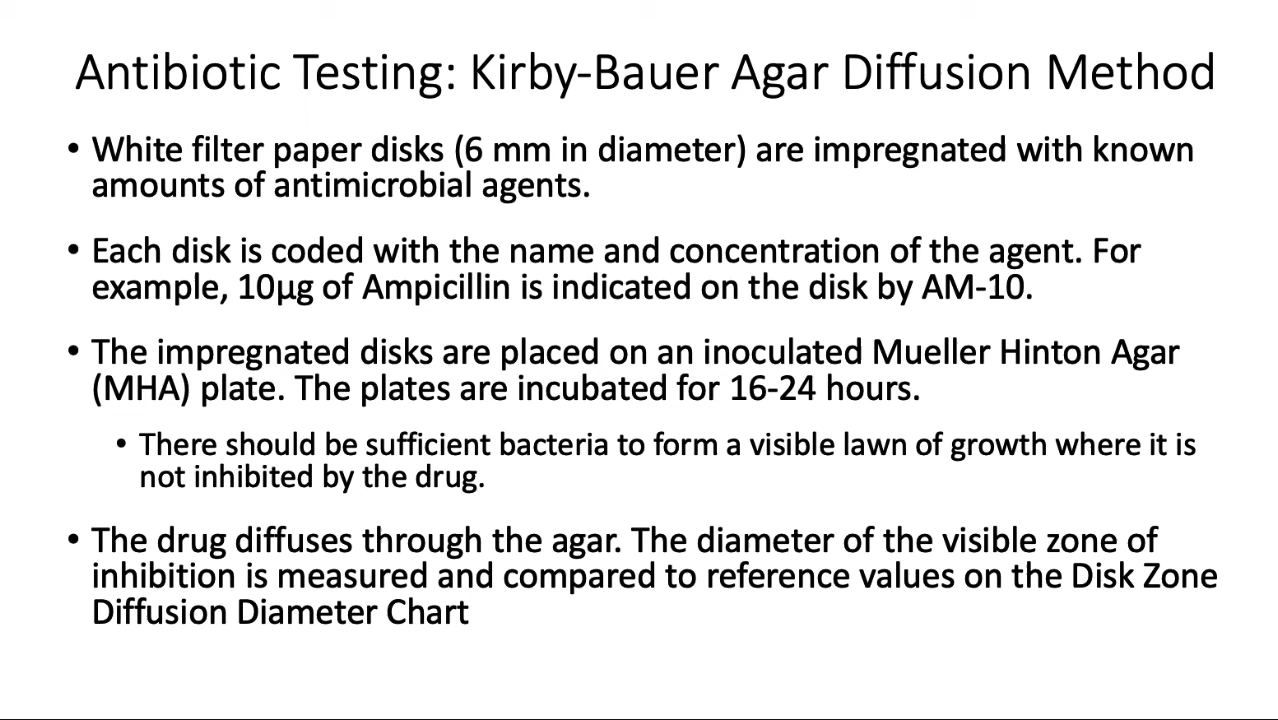 Antibiotic Testing: Kirby-Bauer Agar Diffusion Method
• White filter paper disks (6 mm in diameter) are impregnated with known
amounts of antimicrobial agents.
• Each disk is coded with the name and concentration of the agent. For
example, 10µg of Ampicillin is indicated on the disk by AM-10.
• The impregnated disks are placed on an inoculated Mueller Hinton Agar
(MHA) plate. The plates are incubated for 16-24 hours.
• There should be sufficient bacteria to form a visible lawn of growth where it is
not inhibited by the drug.
• The drug diffuses through the agar. The diameter of the visible zone of
inhibition is measured and compared to reference values on the Disk Zone
Diffusion Diameter Chart